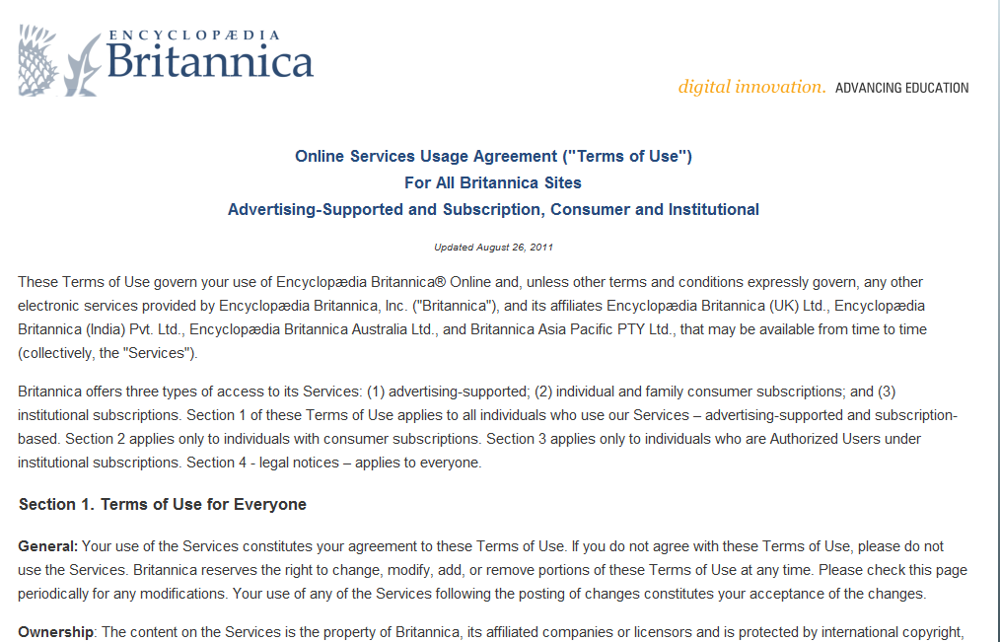 ENCYCLOPÆDIA
Britannica
digital innovation. ADVANCING EDUCATION
Online Services Usage Agreement ("Terms of Use")
For All Britannica Sites
Advertising-Supported and Subscription, Consumer and Institutional
Updated August 26, 2011
These Terms of Use govern your use of Encyclopædia Britannica® Online and, unless other terms and conditions expressly govern, any other
electronic services provided by Encyclopædia Britannica, Inc. ("Britannica"), and its affiliates Encyclopædia Britannica (UK) Ltd., Encyclopædia
Britannica (India) Pvt. Ltd., Encyclopædia Britannica Australia Ltd., and Britannica Asia Pacific PTY Ltd., that may be available from time to time
(collectively, the "Services").
Britannica offers three types of access to its Services: (1) advertising-supported; (2) individual and family consumer subscriptions; and (3)
institutional subscriptions. Section 1 of these Terms of Use applies to all individuals who use our Services – advertising-supported and subscription-
based. Section 2 applies only to individuals with consumer subscriptions. Section 3 applies only to individuals who are Authorized Users under
institutional subscriptions. Section 4 - legal notices – applies to everyone.
Section 1. Terms of Use for Everyone
General: Your use of the Services constitutes your agreement to these Terms of Use. If you do not agree with these Terms of Use, please do not
use the Services. Britannica reserves the right to change, modify, add, or remove portions of these Terms of Use at any time. Please check this page
periodically for any modifications. Your use of any of the Services following the posting of changes constitutes your acceptance of the changes.
Ownership: The content on the Services is the property of Britannica, its affiliated companies or licensors and is protected by international copyright,